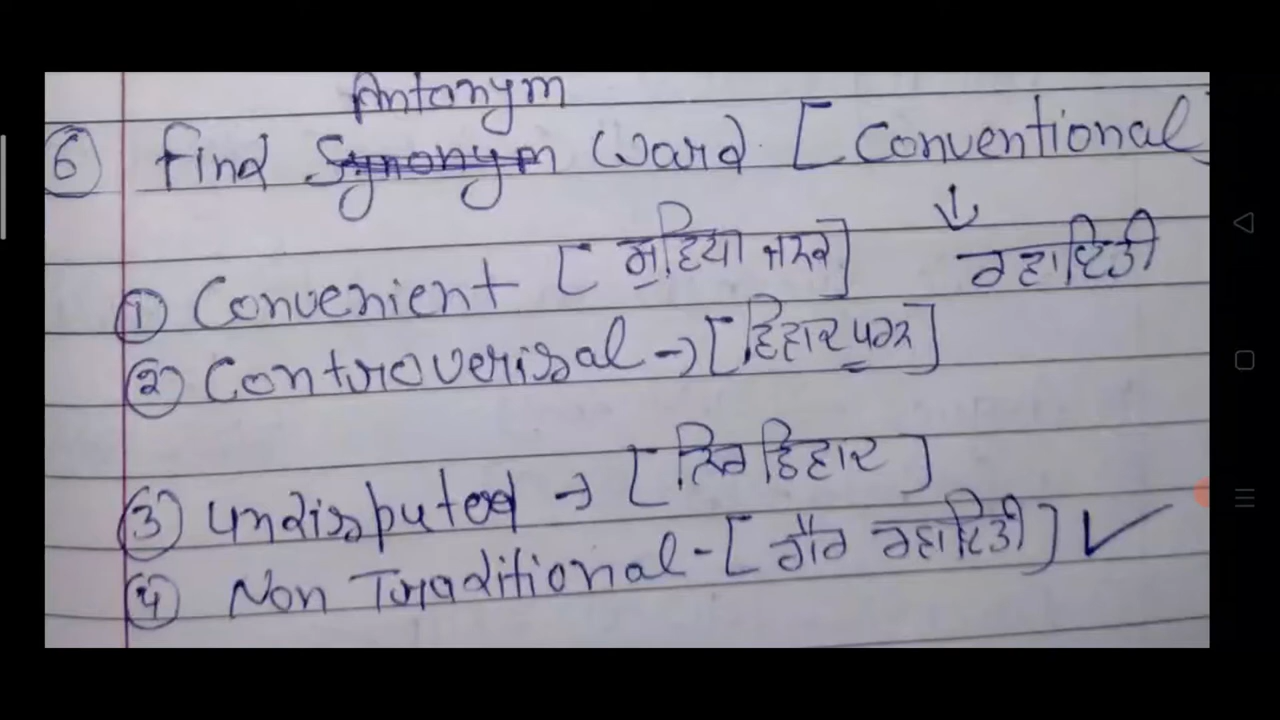 Antonym
⑥ Find Synonym Word [Conventional]
① Convenient [
ਰਵਾਇਤੀ
② Controverisal → [
③ Undisputed → [
④ Non Traditional - [ਗੈਰ ਰਵਾਇਤੀ] ✓